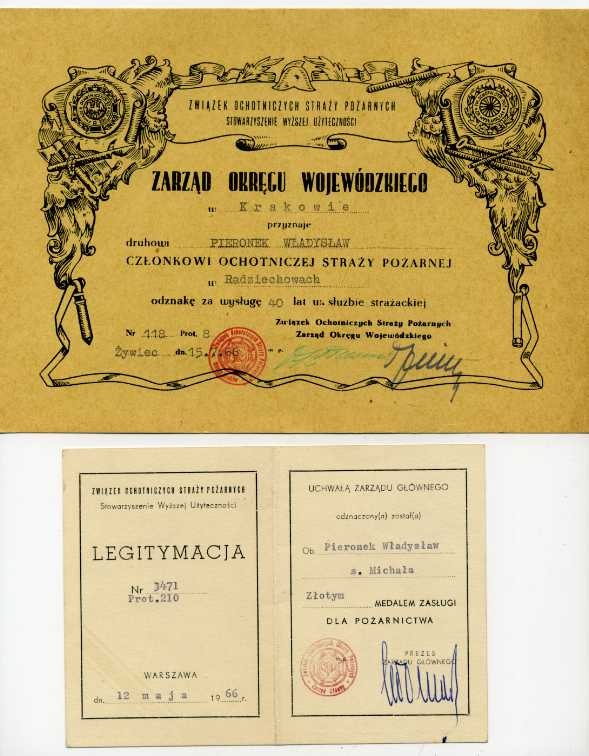 ZWIĄZEK OCHOTNICZYCH STRAŻY POŻARNYCH
STOWARZYSZENIE WYŻSZEJ UŻYTECZNOŚCI
ZARZĄD OKRĘGU WOJEWÓDZKIEGO
w Krakowie
przyznaje
druhowi PIERONEK WŁADYSŁAW
CZŁONKOWI OCHOTNICZEJ STRAŻY POŻARNEJ
w Radziechowach
odznakę za wysługę 40 lat w służbie strażackiej
Związek Ochotniczych Straży Pożarnych
Nr 118 Prot. 8 Zarząd Okręgu Wojewódzkiego
Żywiec dn. 15.7.66
ZWIĄZEK OCHOTNICZYCH STRAŻY POŻARNYCH
Stowarzyszenie Wyższej Użyteczności
LEGITYMACJA
Nr 3471
Prot.210
WARSZAWA
dn. 12 maja 1966 r.
UCHWAŁĄ ZARZĄDU GŁÓWNEGO
odznaczony(a) został(a)
Ob. Pieronek Władysław
s. Michała
Złotym MEDALEM ZASŁUGI
DLA POŻARNICTWA
PREZES
ZARZĄDU GŁÓWNEGO